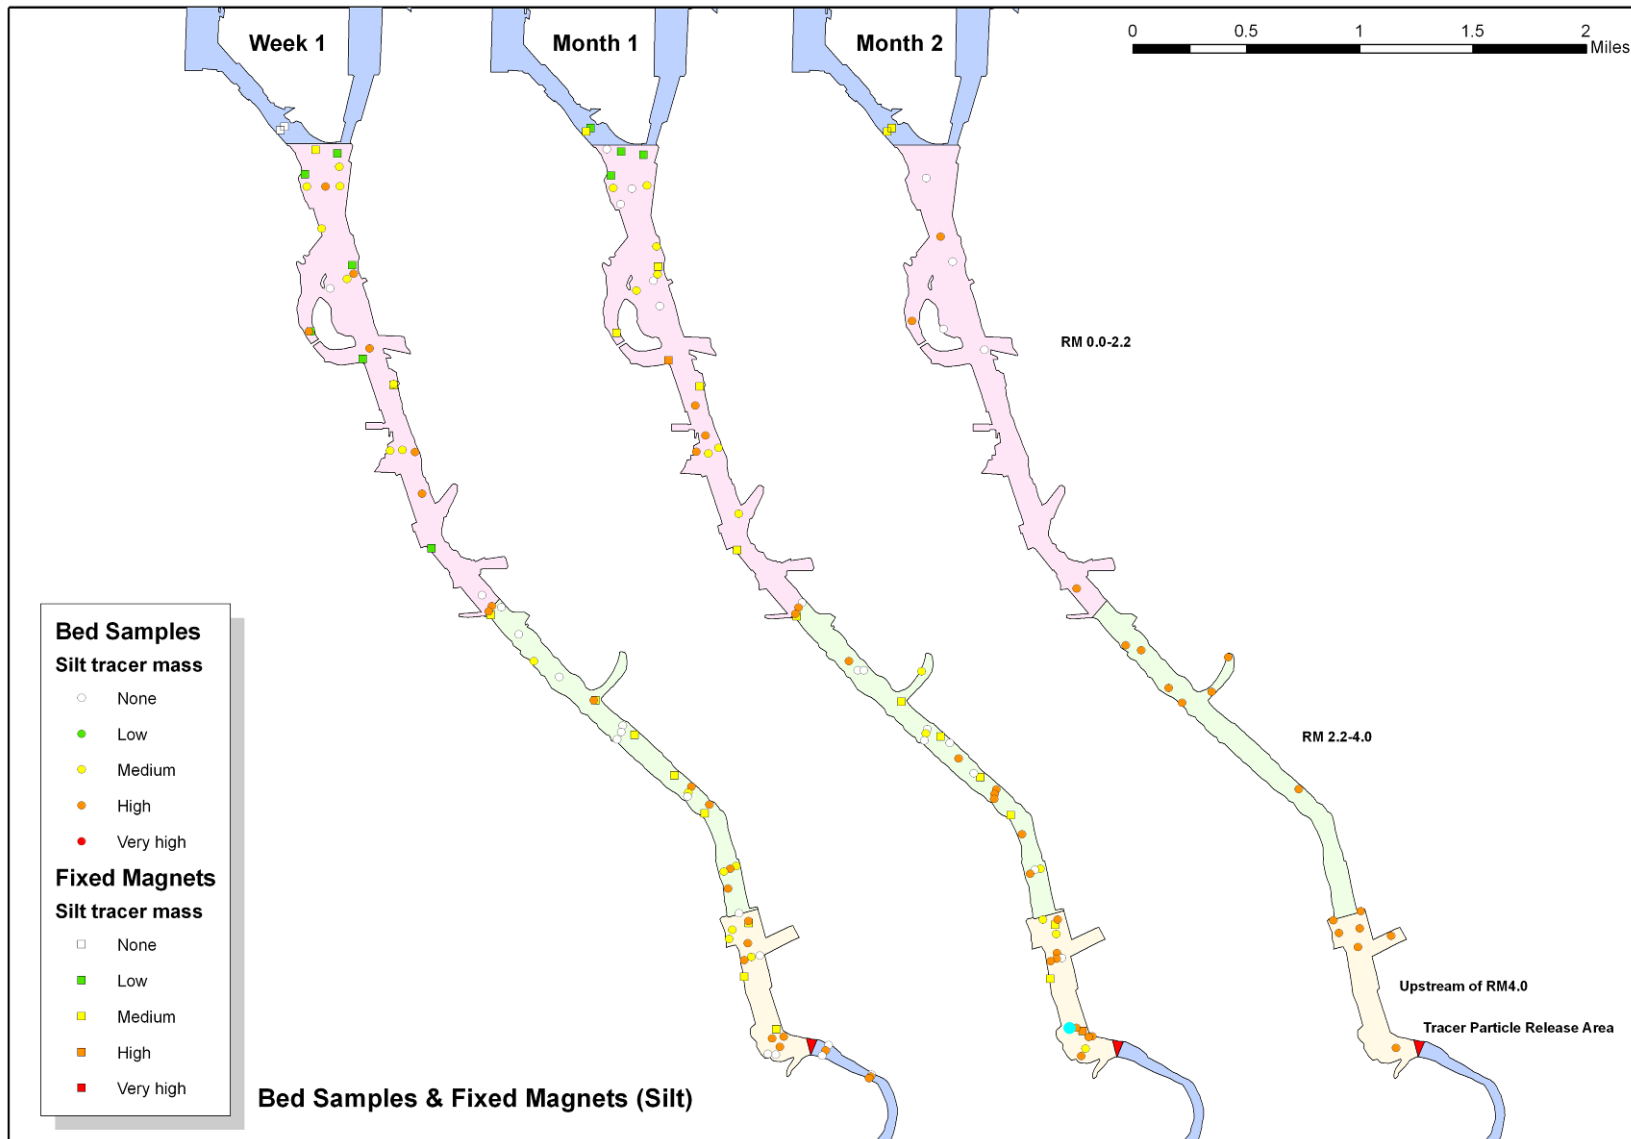 Week 1
Month 1
Month 2
0 0.5 1 1.5 2
Miles
RM 0.0-2.2
Bed Samples
Silt tracer mass
None
Low
Medium
High
Very high
Fixed Magnets
Silt tracer mass
None
Low
Medium
High
Very high
RM 2.2-4.0
Upstream of RM4.0
Tracer Particle Release Area
Bed Samples & Fixed Magnets (Silt)